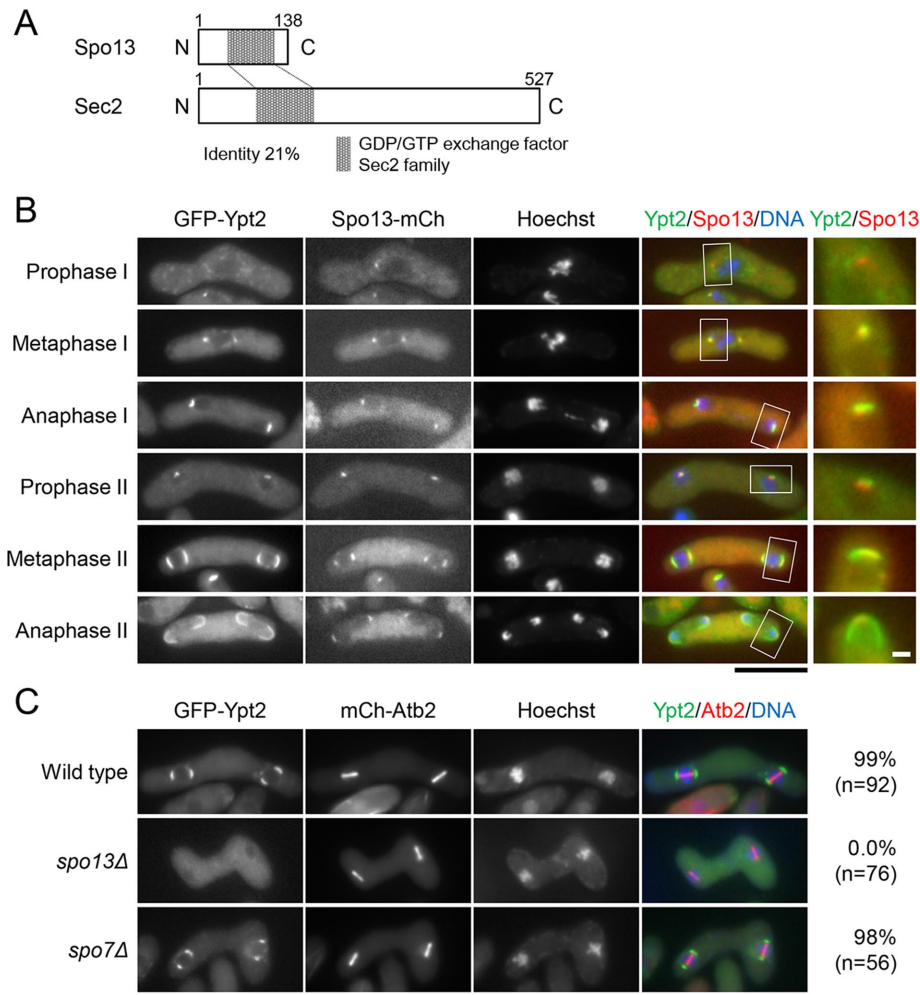 A
1 138
Spo13 N C
1 527
Sec2 N C
Identity 21%
GDP/GTP exchange factor
Sec2 family
B
GFP-Ypt2 Spo13-mCh Hoechst Ypt2/Spo13/DNA Ypt2/Spo13
Prophase I
Metaphase I
Anaphase I
Prophase II
Metaphase II
Anaphase II
C
GFP-Ypt2 mCh-Atb2 Hoechst Ypt2/Atb2/DNA
Wild type 99%
(n=92)
spo13Δ 0.0%
(n=76)
spo7Δ 98%
(n=56)